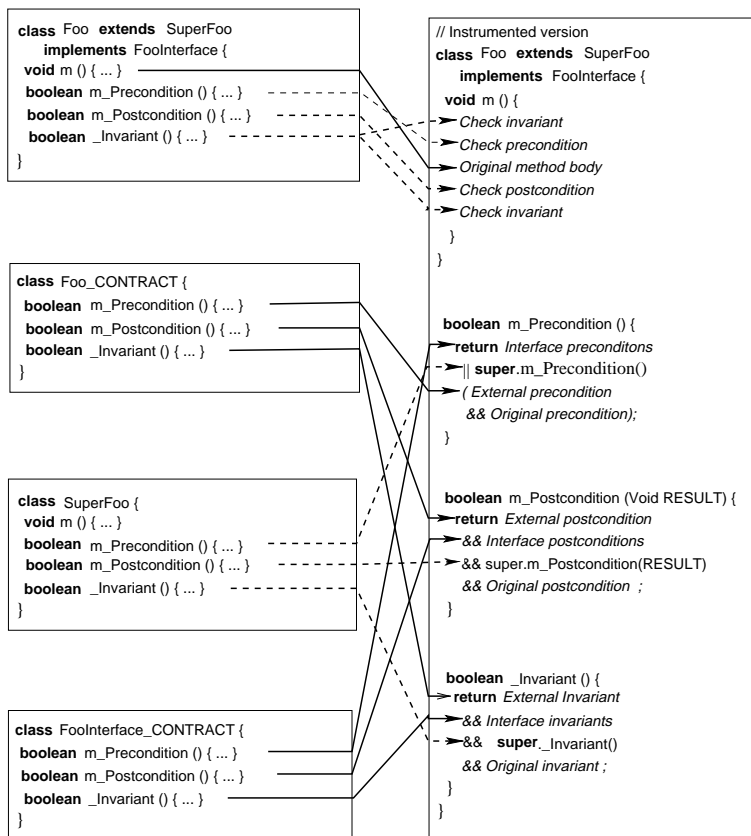 class Foo extends SuperFoo
implements FooInterface {
void m () { ... }
boolean m_Precondition () { ... }
boolean m_Postcondition () { ... }
boolean _Invariant () { ... }
}
class Foo_CONTRACT {
boolean m_Precondition () { ... }
boolean m_Postcondition () { ... }
boolean _Invariant () { ... }
}
class SuperFoo {
void m () { ... }
boolean m_Precondition () { ... }
boolean m_Postcondition () { ... }
boolean _Invariant () { ... }
}
class FooInterface_CONTRACT {
boolean m_Precondition () { ... }
boolean m_Postcondition () { ... }
boolean _Invariant () { ... }
}
// Instrumented version
class Foo extends SuperFoo
implements FooInterface {
void m () {
Check invariant
Check precondition
Original method body
Check postcondition
Check invariant
}
}
boolean m_Precondition () {
return Interface preconditons
|| super.m_Precondition()
( External precondition
&& Original precondition);
}
boolean m_Postcondition (Void RESULT) {
return External postcondition
&& Interface postconditions
&& super.m_Postcondition(RESULT)
&& Original postcondition ;
}
boolean _Invariant () {
return External Invariant
&& Interface invariants
&& super._Invariant()
&& Original invariant ;
}
}